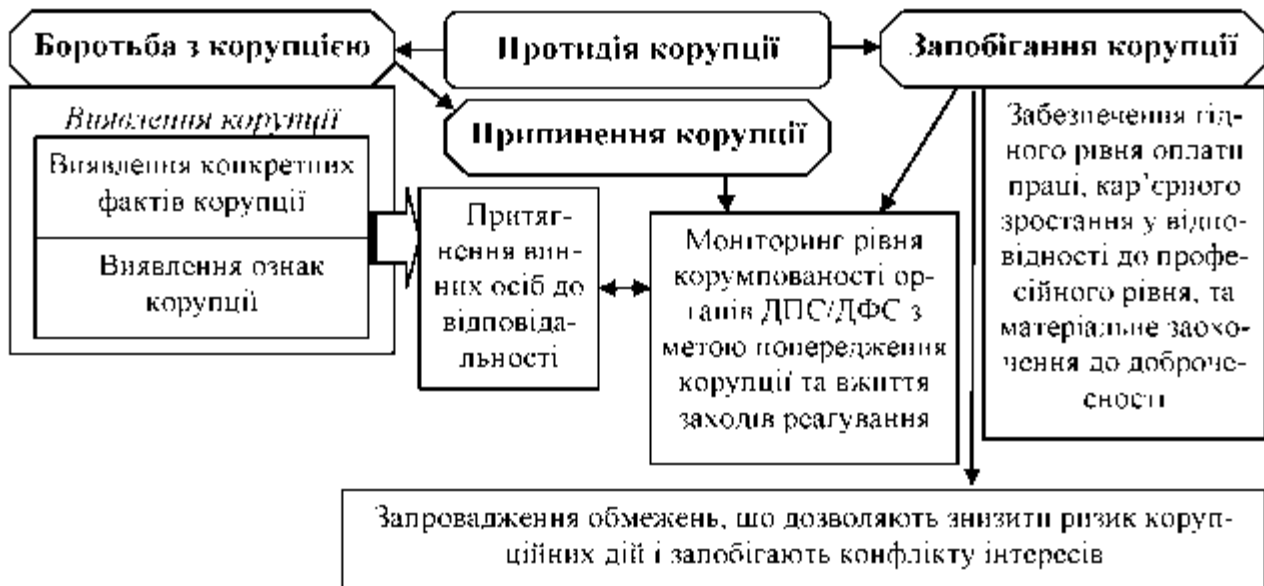 Боротьба з корупцією
Протидія корупції
Запобігання корупції
Виявлення корупції
Виявлення конкретних
фактів корупції
Виявлення ознак
корупції
Припинення корупції
Притяг-
нення вин-
них осіб до
відповіда-
льності
Моніторинг рівня
корумпованості ор-
ганів ДПС/ДФС з
метою попередження
корупції та вжиття
заходів реагування
Забезпечення гід-
ного рівня оплати
праці, кар’єрного
зростання у відпо-
відності до профе-
сійного рівня, та
матеріальне заохо-
чення до доброче-
сності
Запровадження обмежень, що дозволяють знизити ризик коруп-
ційних дій і запобігають конфлікту інтересів